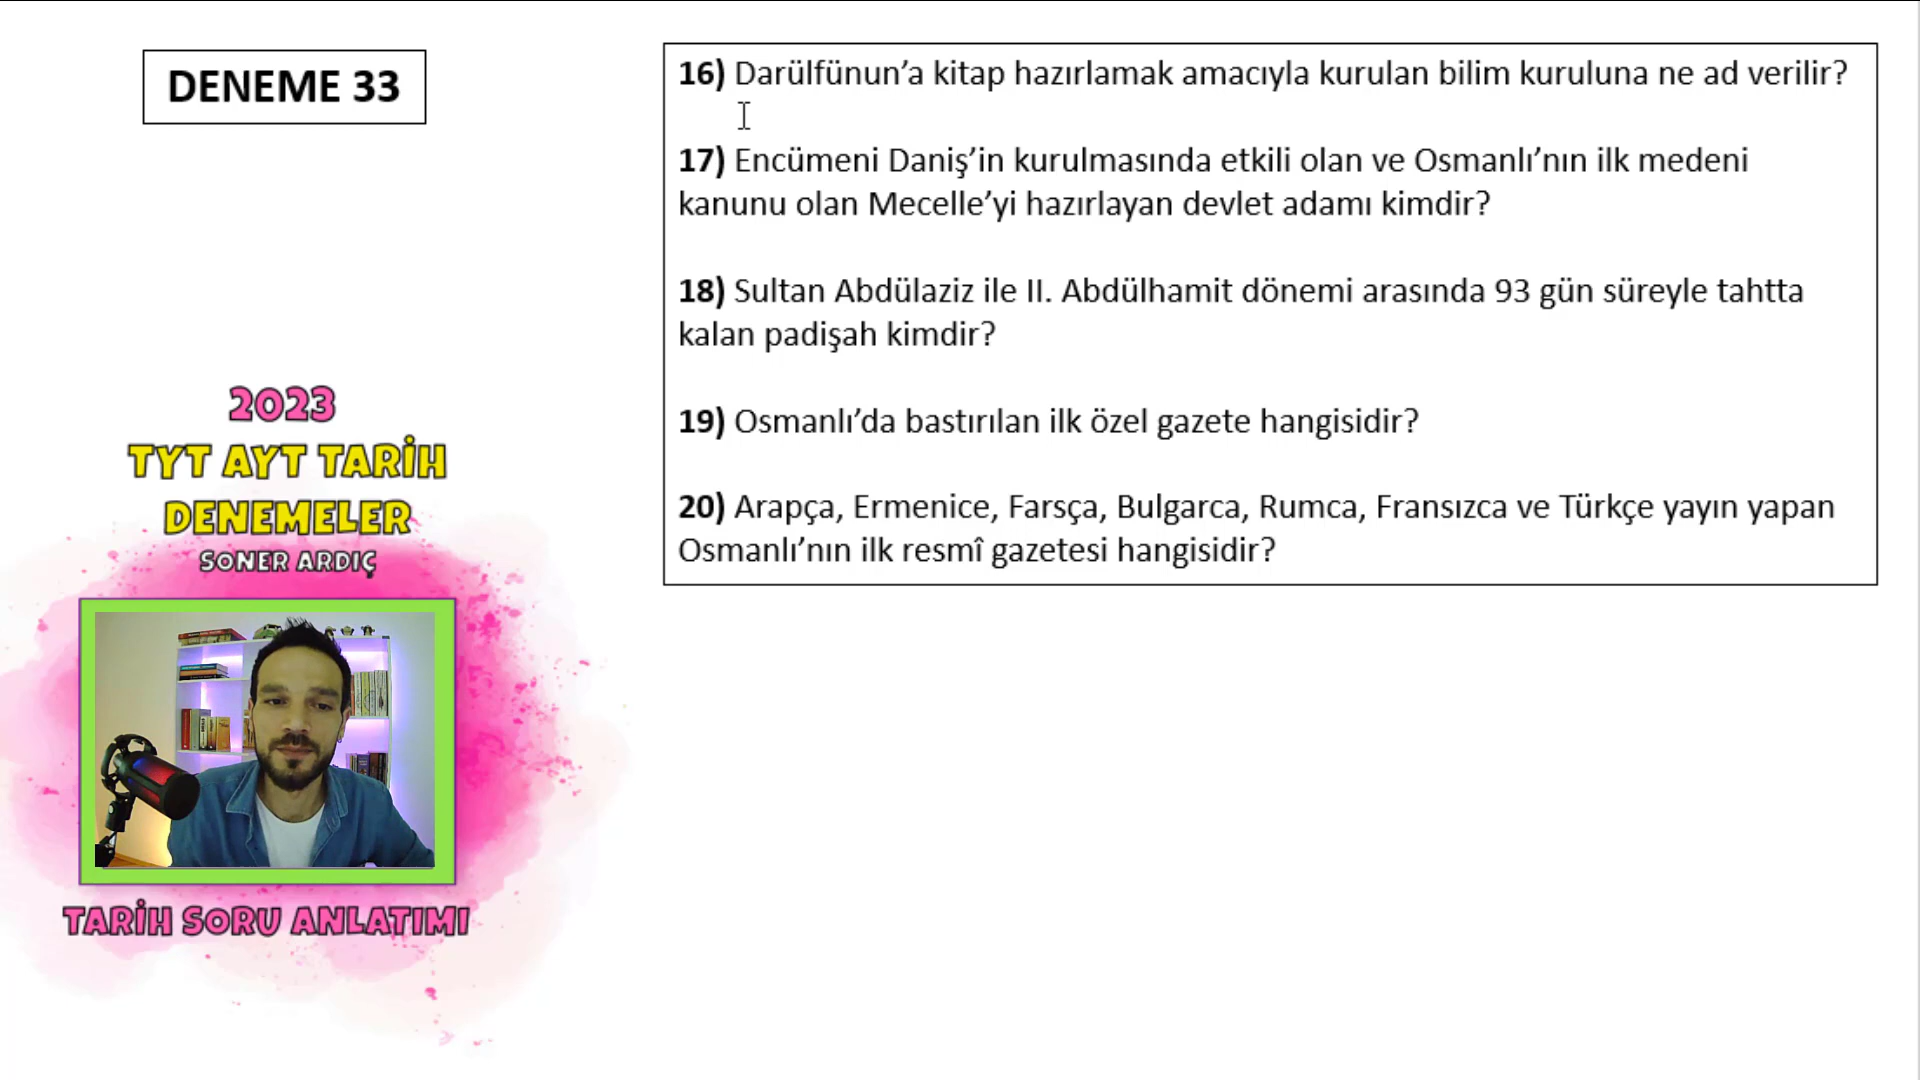 DENEME 33
16) Darülfünun’a kitap hazırlamak amacıyla kurulan bilim kuruluna ne ad verilir?
17) Encümeni Daniş’in kurulmasında etkili olan ve Osmanlı’nın ilk medeni
kanunu olan Mecelle’yi hazırlayan devlet adamı kimdir?
18) Sultan Abdülaziz ile II. Abdülhamit dönemi arasında 93 gün süreyle tahtta
kalan padişah kimdir?
19) Osmanlı’da bastırılan ilk özel gazete hangisidir?
20) Arapça, Ermenice, Farsça, Bulgarca, Rumca, Fransızca ve Türkçe yayın yapan
Osmanlı’nın ilk resmî gazetesi hangisidir?
2023
TYT AYT TARİH
DENEMELER
SONER ARDIÇ
TARİH SORU ANLATIMI